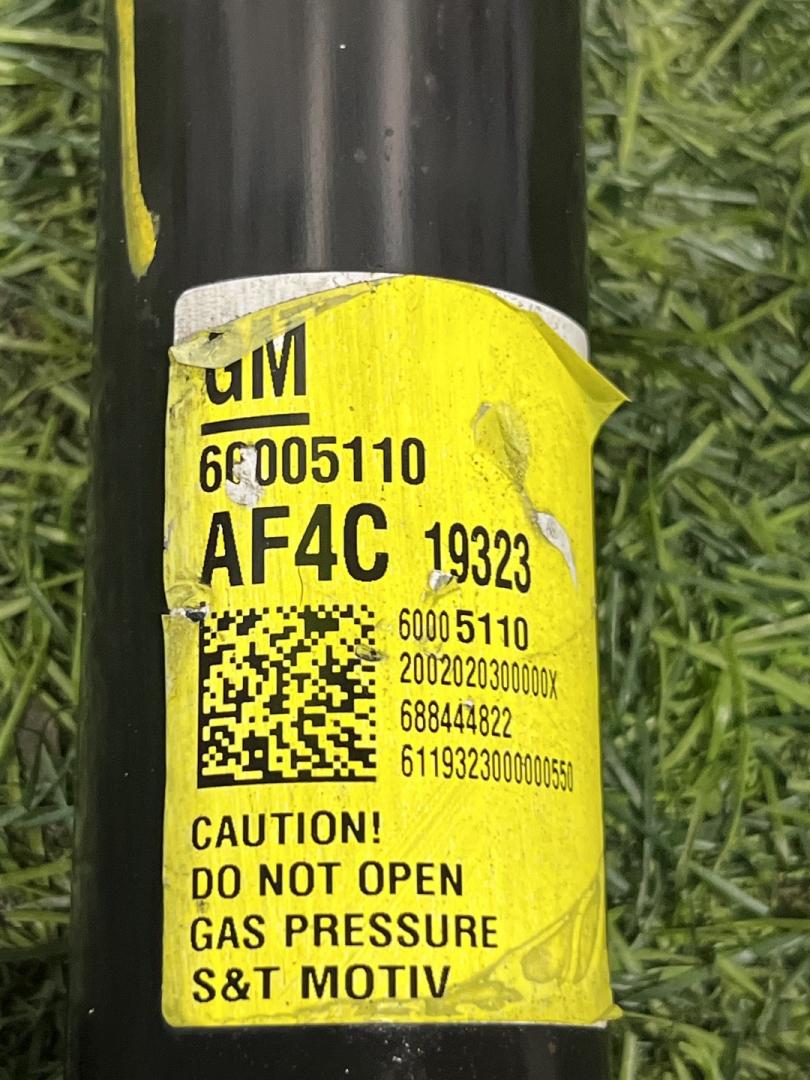 GM
60005110
AF4C 19323
60005110
2002020300000X
688444822
6119323000000550
CAUTION!
DO NOT OPEN
GAS PRESSURE
S&T MOTIV